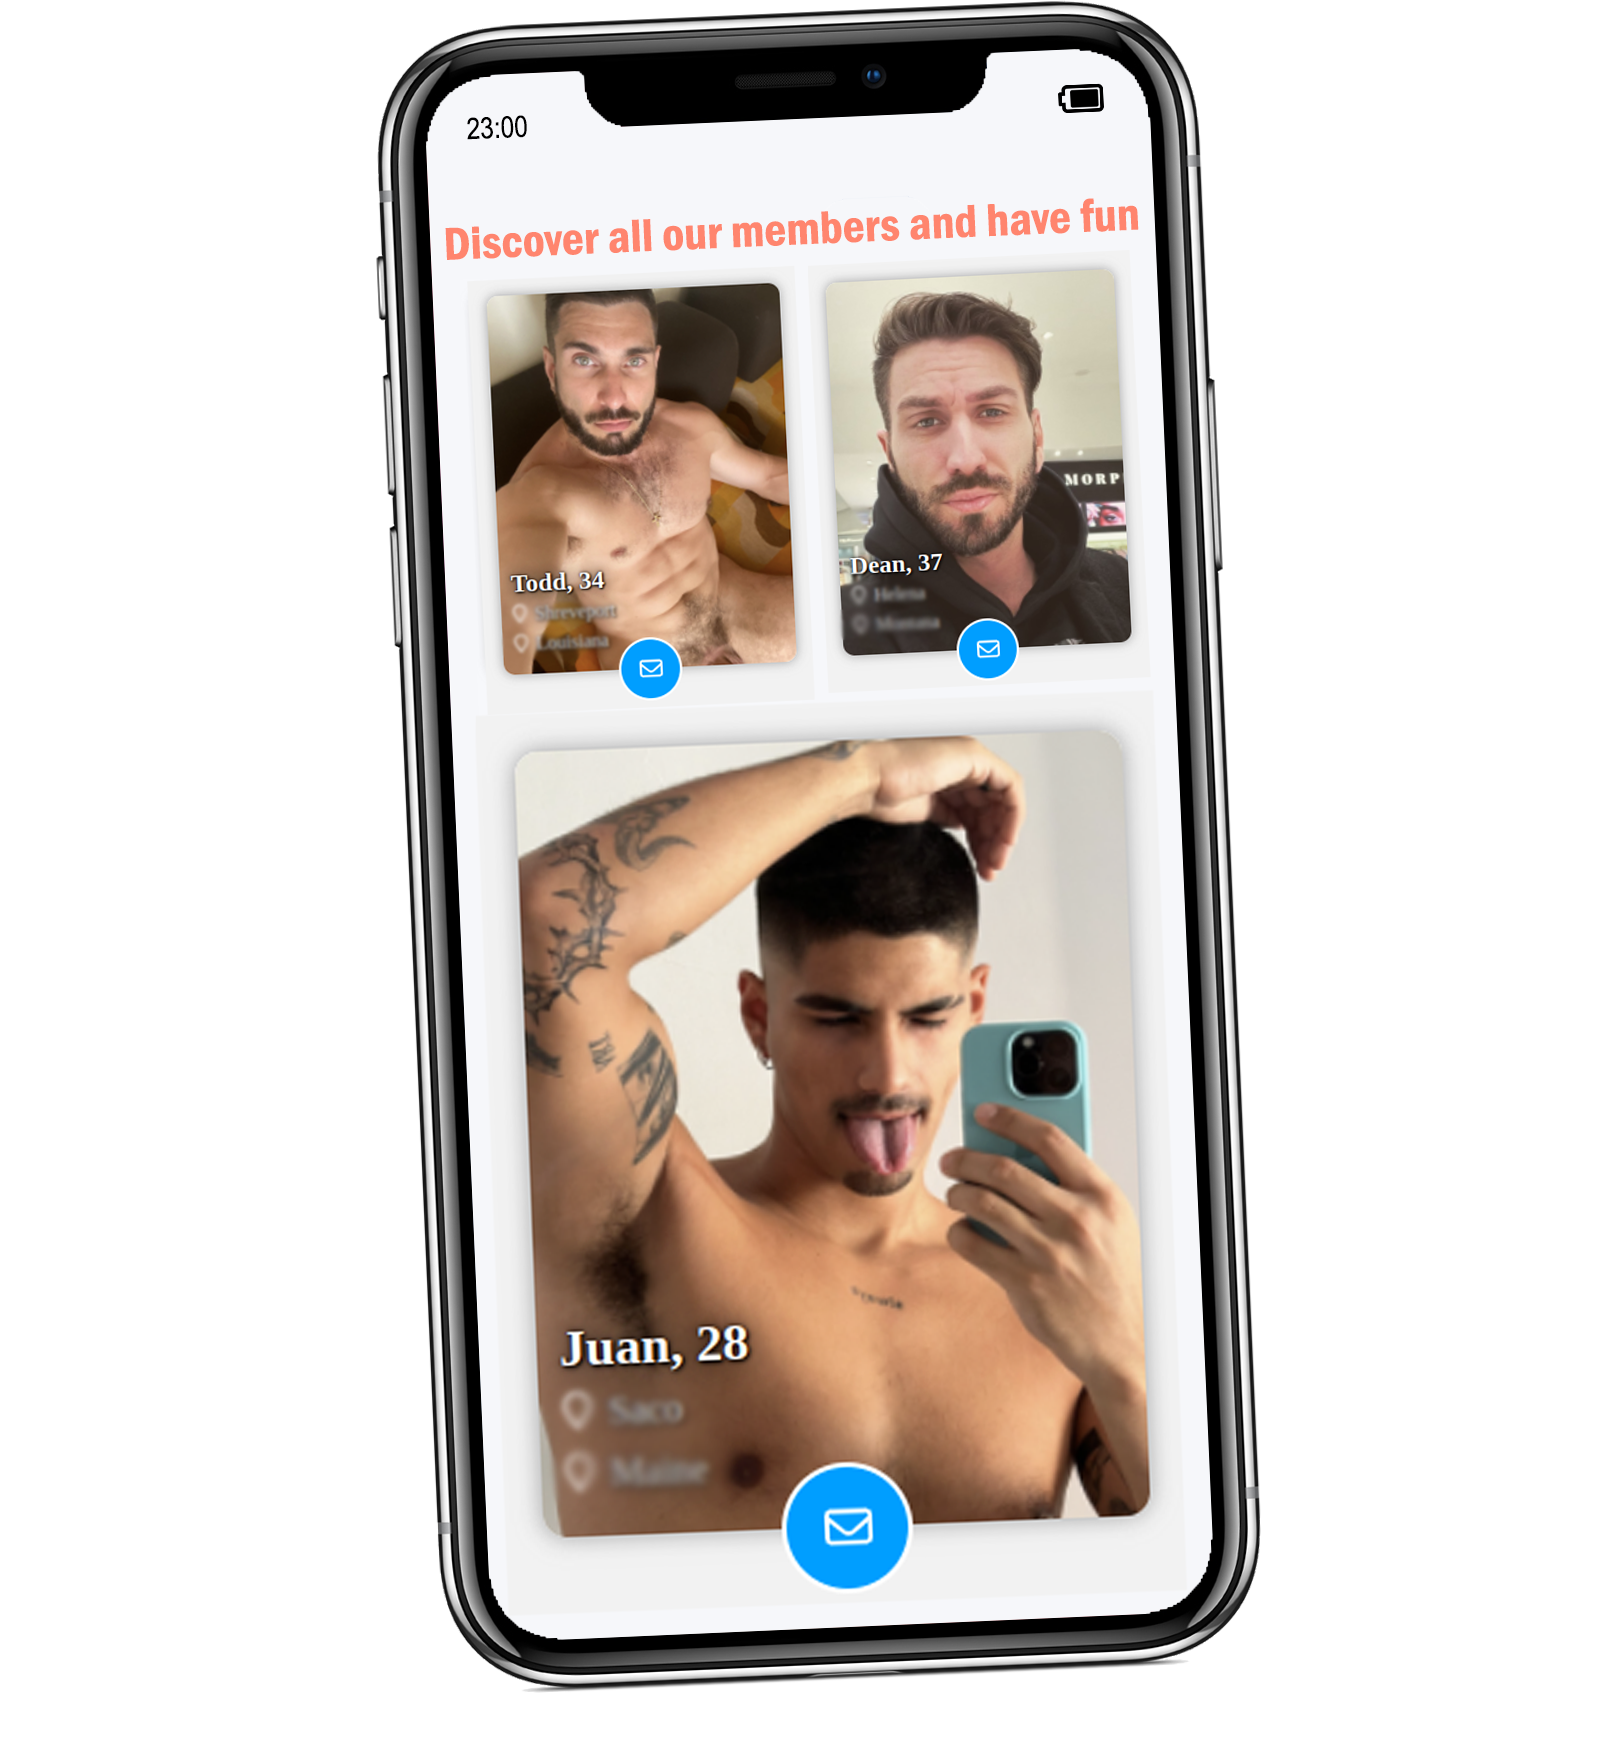 23:00
Discover all our members and have fun
MORP
Todd, 34
Shreveport
Louisiana
Dean, 37
Helena
Montana
Juan, 28
Saco
Maine